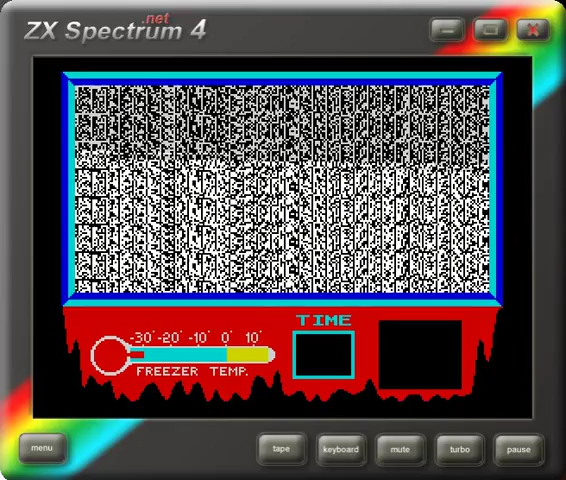 ZX Spectrum 4
.net
TIME
-30° -20° -10° 0° 10°
FREEZER TEMP.
menu
tape
keyboard
mute
turbo
pause